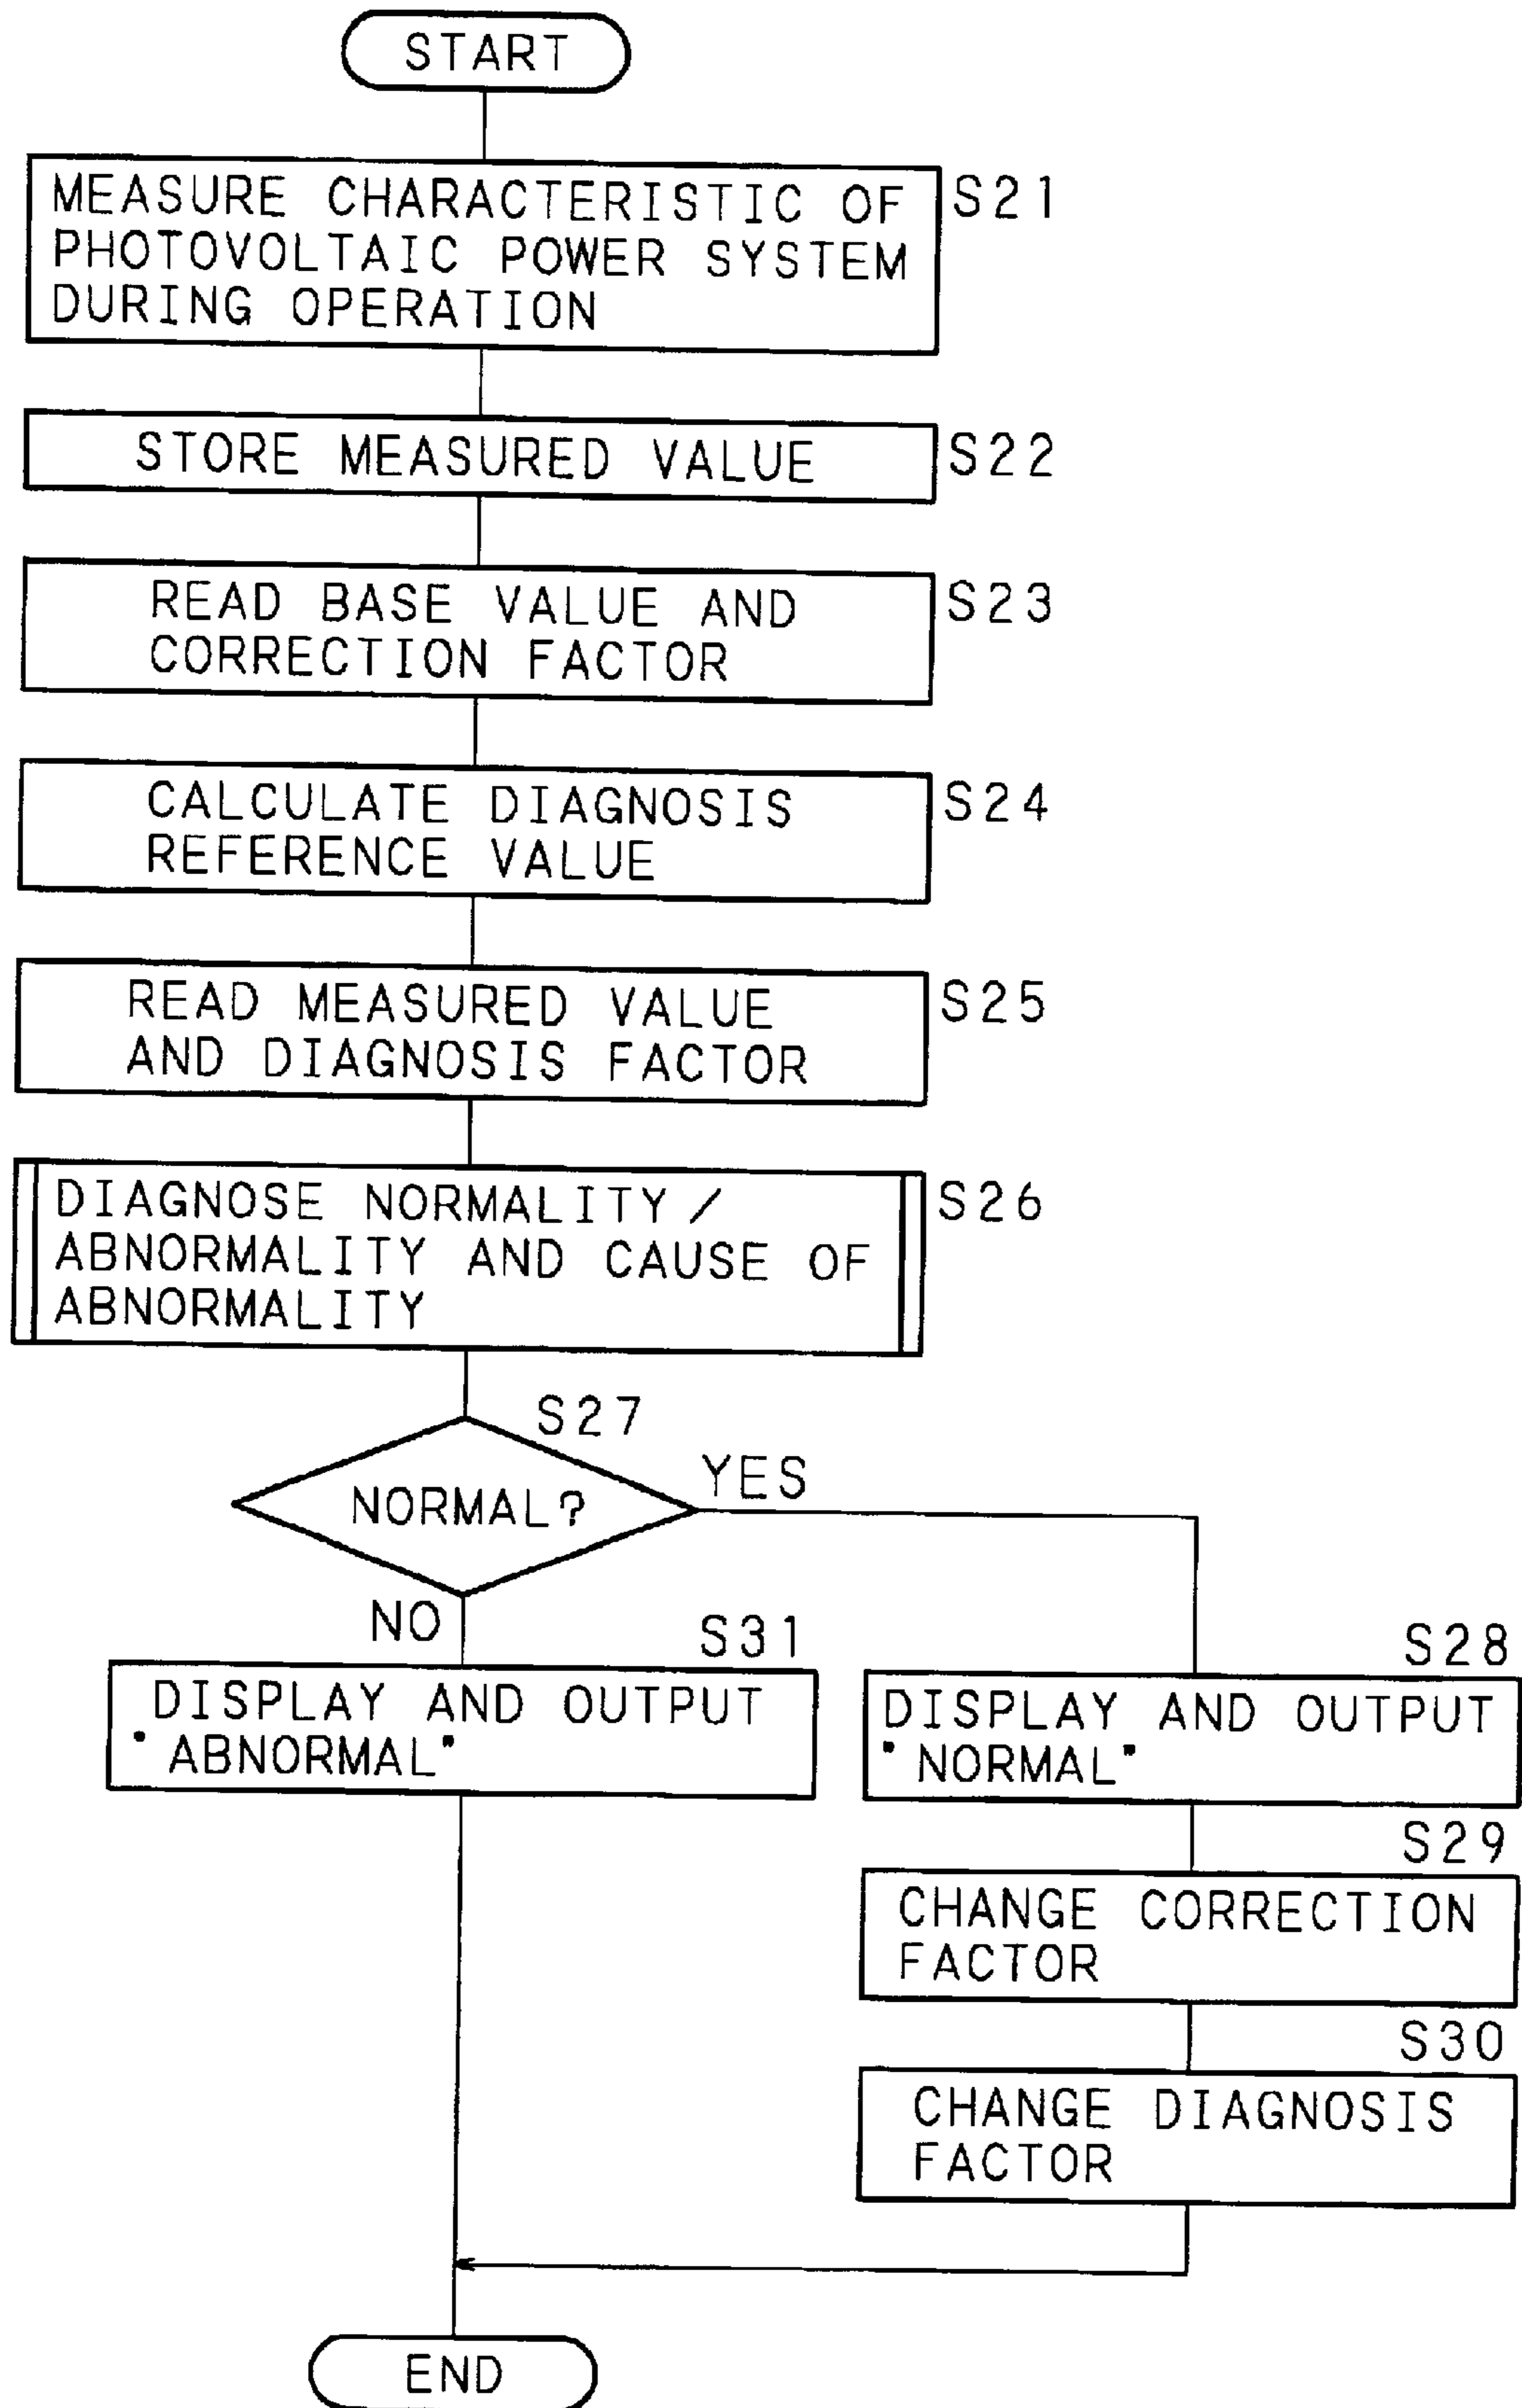 START
MEASURE CHARACTERISTIC OF
PHOTOVOLTAIC POWER SYSTEM
DURING OPERATION
S21
STORE MEASURED VALUE
S22
READ BASE VALUE AND
CORRECTION FACTOR
S23
CALCULATE DIAGNOSIS
REFERENCE VALUE
S24
READ MEASURED VALUE
AND DIAGNOSIS FACTOR
S25
DIAGNOSE NORMALITY/
ABNORMALITY AND CAUSE OF
ABNORMALITY
S26
S27
NORMAL?
YES
NO
S31
DISPLAY AND OUTPUT
"ABNORMAL"
S28
DISPLAY AND OUTPUT
"NORMAL"
S29
CHANGE CORRECTION
FACTOR
S30
CHANGE DIAGNOSIS
FACTOR
END